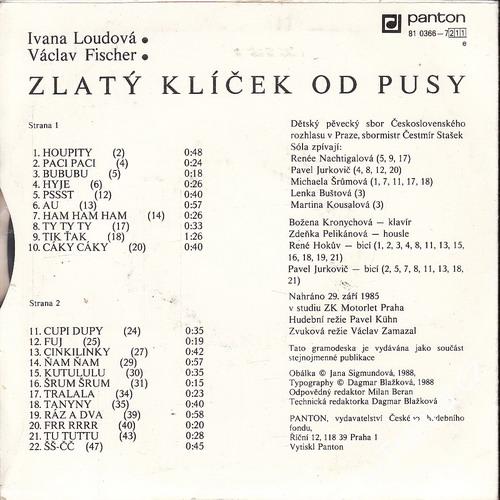 panton
81 0366-7211
e
Ivana Loudová •
Václav Fischer •
ZLATÝ KLÍČEK OD PUSY
Strana 1
1. HOUPITY (2) 0:48
2. PACI PACI (4) 0:24
3. BUBUBU (5) 0:18
4. HYJE (6) 0:26
5. PSSST (12) 0:40
6. AU (13) 0:57
7. HAM HAM HAM (14) 0:26
8. TY TY TY (17) 0:33
9. TIK ŤAK (18) 1:26
10. CÁKY CÁKY (20) 0:40
Strana 2
11. CUPI DUPY (24) 0:35
12. FUJ (25) 0:19
13. CINKILINKY (27) 0:42
14. ŇAM ŇAM (29) 0:57
15. KUTULULU (30) 0:35
16. ŠRUM ŠRUM (31) 0:15
17. TRALALA (34) 0:23
18. TANYNY (35) 0:40
19. RÁZ A DVA (39) 0:58
20. FRR RRRR (40) 0:20
21. TU TUTTU (43) 0:28
22. ŠŠ-ČČ (47) 0:45
Dětský pěvecký sbor Československého
rozhlasu v Praze, sbormistr Čestmír Stašek
Sóla zpívají:
Renée Nachtigalová (5, 9, 17)
Pavel Jurkovič (4, 8, 12, 20)
Michaela Šrůmová (1, 7, 11, 17, 18)
Lenka Buštová (3)
Martina Kousalová (3)
Božena Kronychová — klavír
Zdeňka Pelikánová — housle
René Hokův — bicí (1, 2, 3, 4, 8, 11, 13, 15,
16, 18, 19, 21)
Pavel Jurkovič — bicí (2, 5, 7, 8, 11, 13, 18,
21)
Nahráno 29. září 1985
v studiu ZK Motorlet Praha
Hudební režie Pavel Kühn
Zvuková režie Václav Zamazal
Tato gramodeska je vydávána jako součást
stejnojmenné publikace
Obálka © Jana Sigmundová, 1988,
Typography © Dagmar Blažková, 1988
Odpovědný redaktor Milan Beran
Technická redaktorka Dagmar Blažková
PANTON, vydavatelství
fondu,
Říční 12, 118 39 Praha 1
Vytiskl Panton